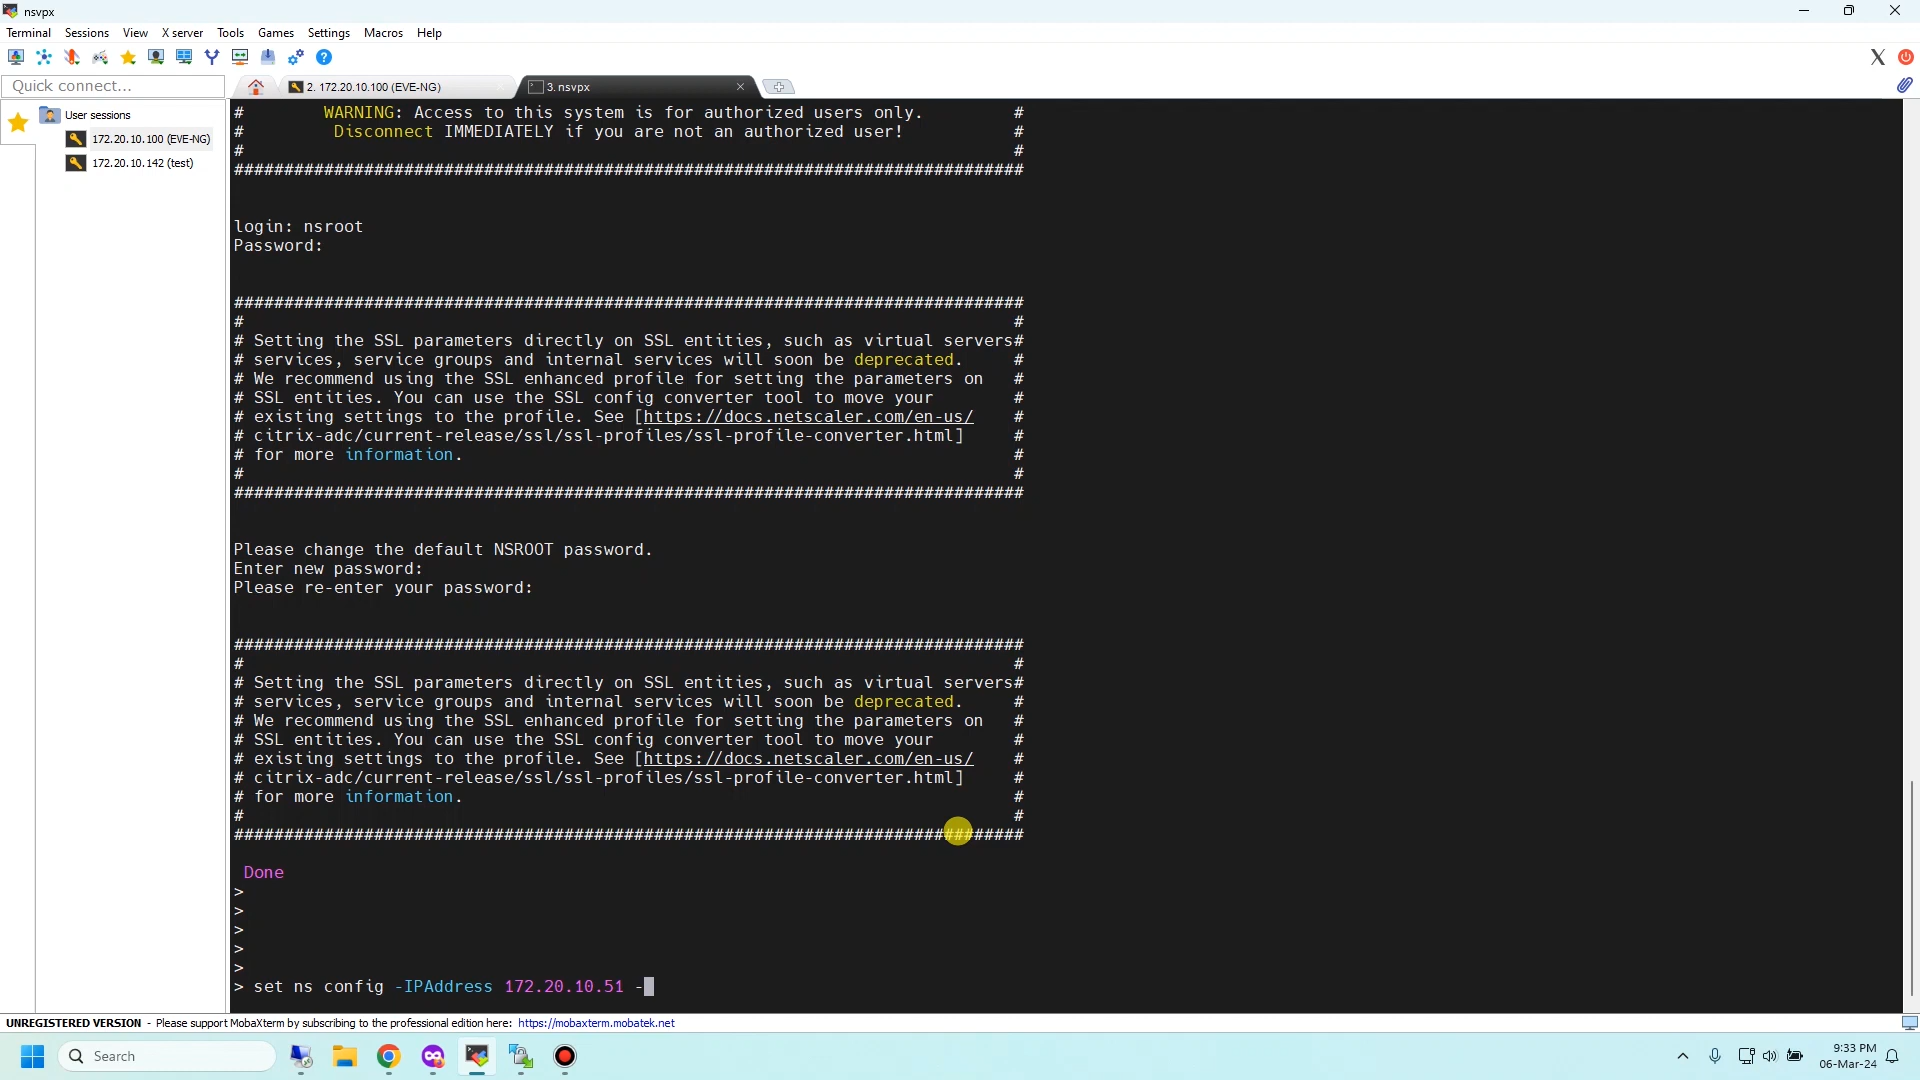 nsvpx
Terminal Sessions View X server Tools Games Settings Macros Help
X
Quick connect...
2. 172.20.10.100 (EVE-NG)
3. nsvpx
User sessions
172.20.10.100 (EVE-NG)
172.20.10.142 (test)
# WARNING: Access to this system is for authorized users only. #
# Disconnect IMMEDIATELY if you are not an authorized user! #
# #
###############################################################################
login: nsroot
Password:
###############################################################################
# #
# Setting the SSL parameters directly on SSL entities, such as virtual servers#
# services, service groups and internal services will soon be deprecated. #
# We recommend using the SSL enhanced profile for setting the parameters on #
# SSL entities. You can use the SSL config converter tool to move your #
# existing settings to the profile. See [https://docs.netscaler.com/en-us/ #
# citrix-adc/current-release/ssl/ssl-profiles/ssl-profile-converter.html] #
# for more information. #
# #
###############################################################################
Please change the default NSROOT password.
Enter new password:
Please re-enter your password:
###############################################################################
# #
# Setting the SSL parameters directly on SSL entities, such as virtual servers#
# services, service groups and internal services will soon be deprecated. #
# We recommend using the SSL enhanced profile for setting the parameters on #
# SSL entities. You can use the SSL config converter tool to move your #
# existing settings to the profile. See [https://docs.netscaler.com/en-us/ #
# citrix-adc/current-release/ssl/ssl-profiles/ssl-profile-converter.html] #
# for more information. #
# #
###############################################################################
Done
>
>
>
>
>
> set ns config -IPAddress 172.20.10.51 -
UNREGISTERED VERSION - Please support MobaXterm by subscribing to the professional edition here: https://mobaxterm.mobatek.net
Search
9:33 PM
06-Mar-24